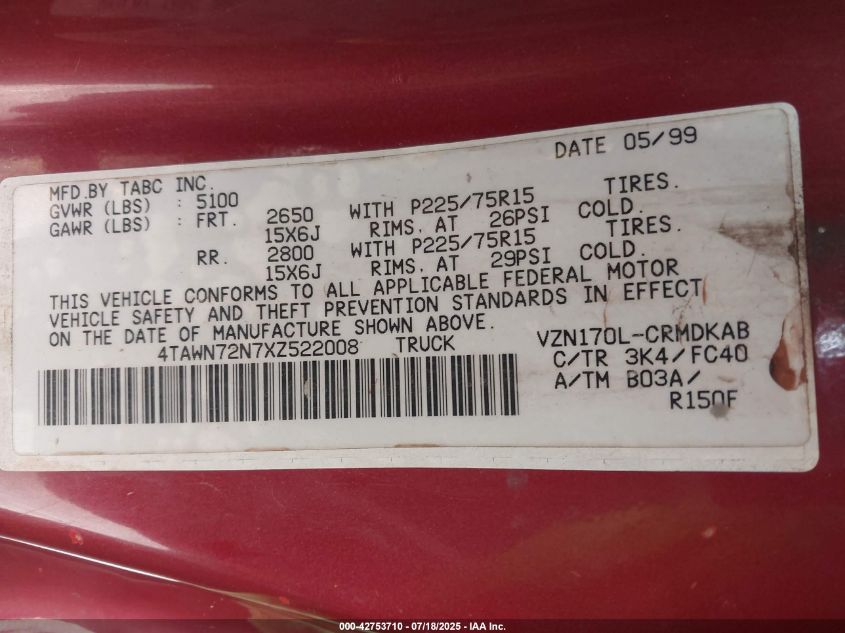 DATE 05/99
MFD.BY TABC INC.
GVWR (LBS) : 5100
GAWR (LBS) : FRT. 2650 WITH P225/75R15 TIRES.
15X6J RIMS. AT 26PSI COLD.
RR. 2800 WITH P225/75R15 TIRES.
15X6J RIMS. AT 29PSI COLD.
THIS VEHICLE CONFORMS TO ALL APPLICABLE FEDERAL MOTOR
VEHICLE SAFETY AND THEFT PREVENTION STANDARDS IN EFFECT
ON THE DATE OF MANUFACTURE SHOWN ABOVE.
4TAWN72N7XZ522008 TRUCK
VZN170L-CRMDKAB
C/TR 3K4/FC40
A/TM B03A/
R150F
000-42753710 - 07/18/2025 - IAA Inc.